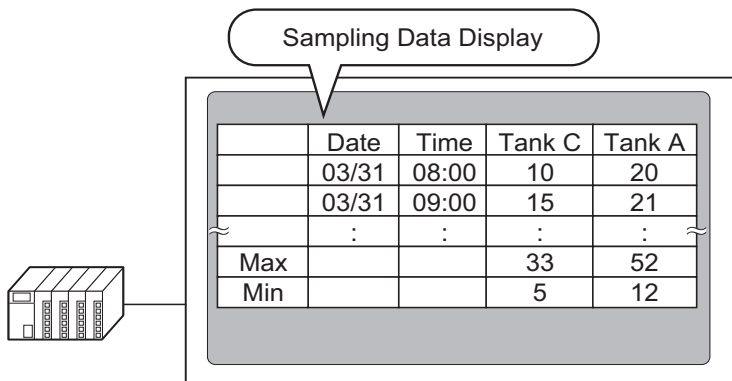 Sampling Data Display
Date Time Tank C Tank A
03/31 08:00 10 20
03/31 09:00 15 21
: : : :
Max 33 52
Min 5 12